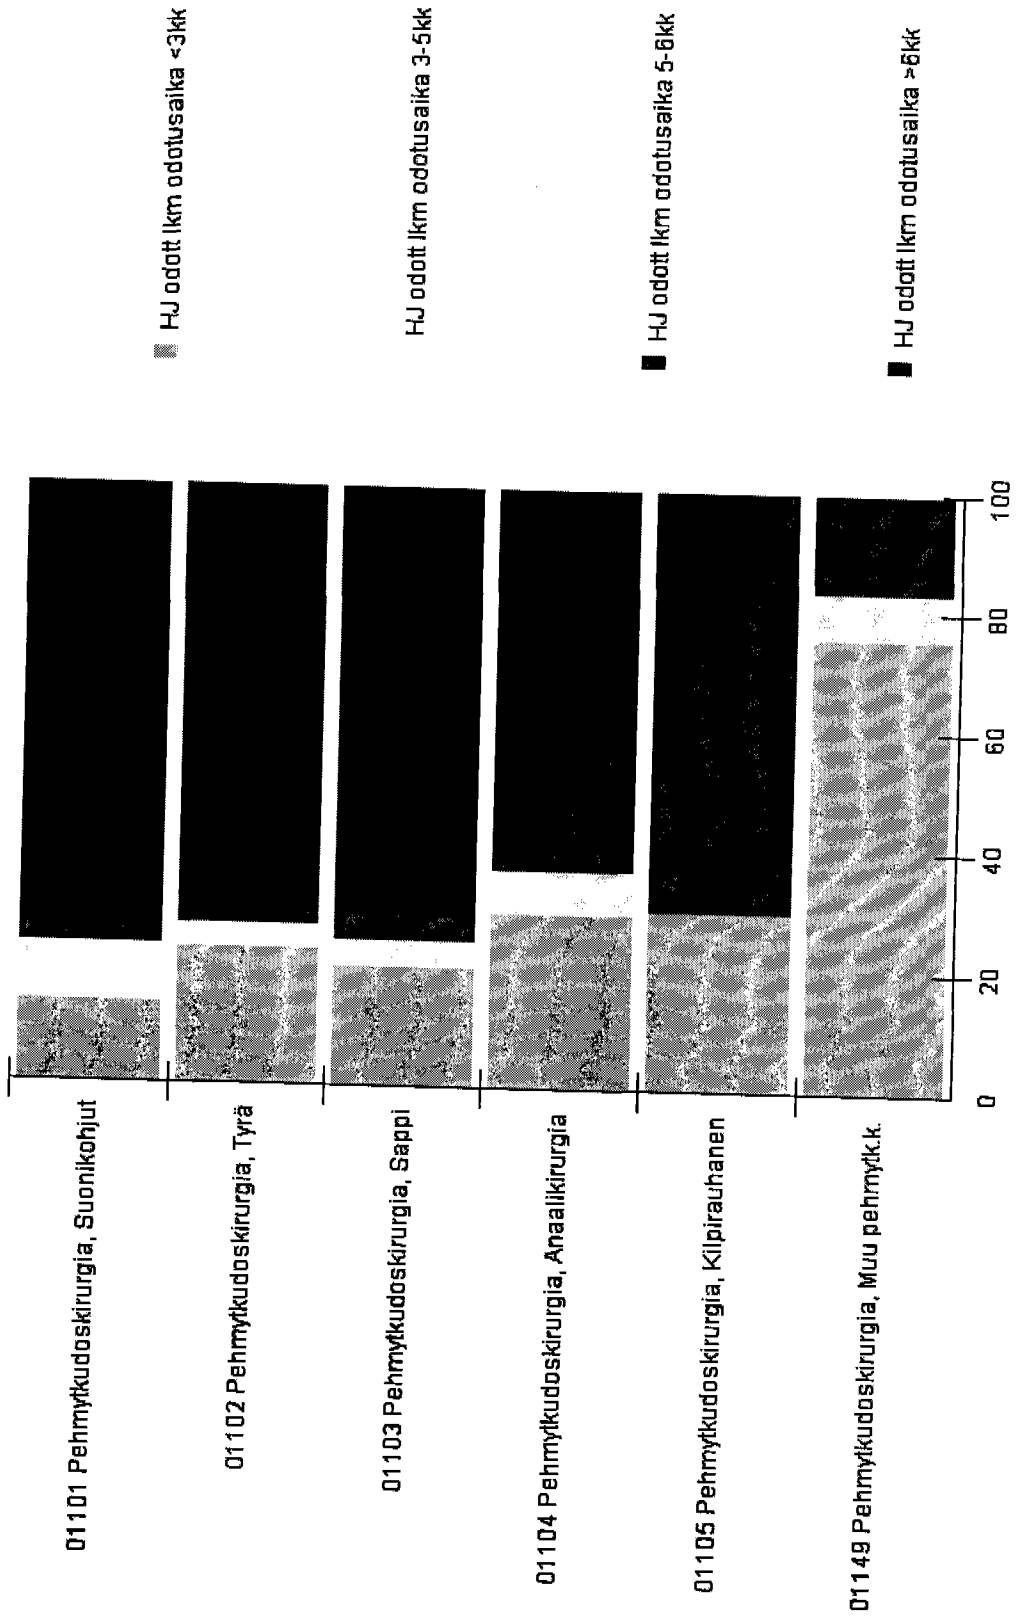 HJ odott lkm odotusaika <3kk
HJ odott lkm odotusaika 3-5kk
HJ odott lkm odotusaika 5-6kk
HJ odott lkm odotusaika >6kk
01101 Pehmytkudoskirurgia, Suonikohjut
01102 Pehmytkudoskirurgia, Tyrä
01103 Pehmytkudoskirurgia, Sappi
01104 Pehmytkudoskirurgia, Anaalikirurgia
01105 Pehmytkudoskirurgia, Kilpirauhanen
01149 Pehmytkudoskirurgia, Muu pehmytk.k.
0 20 40 60 80 100